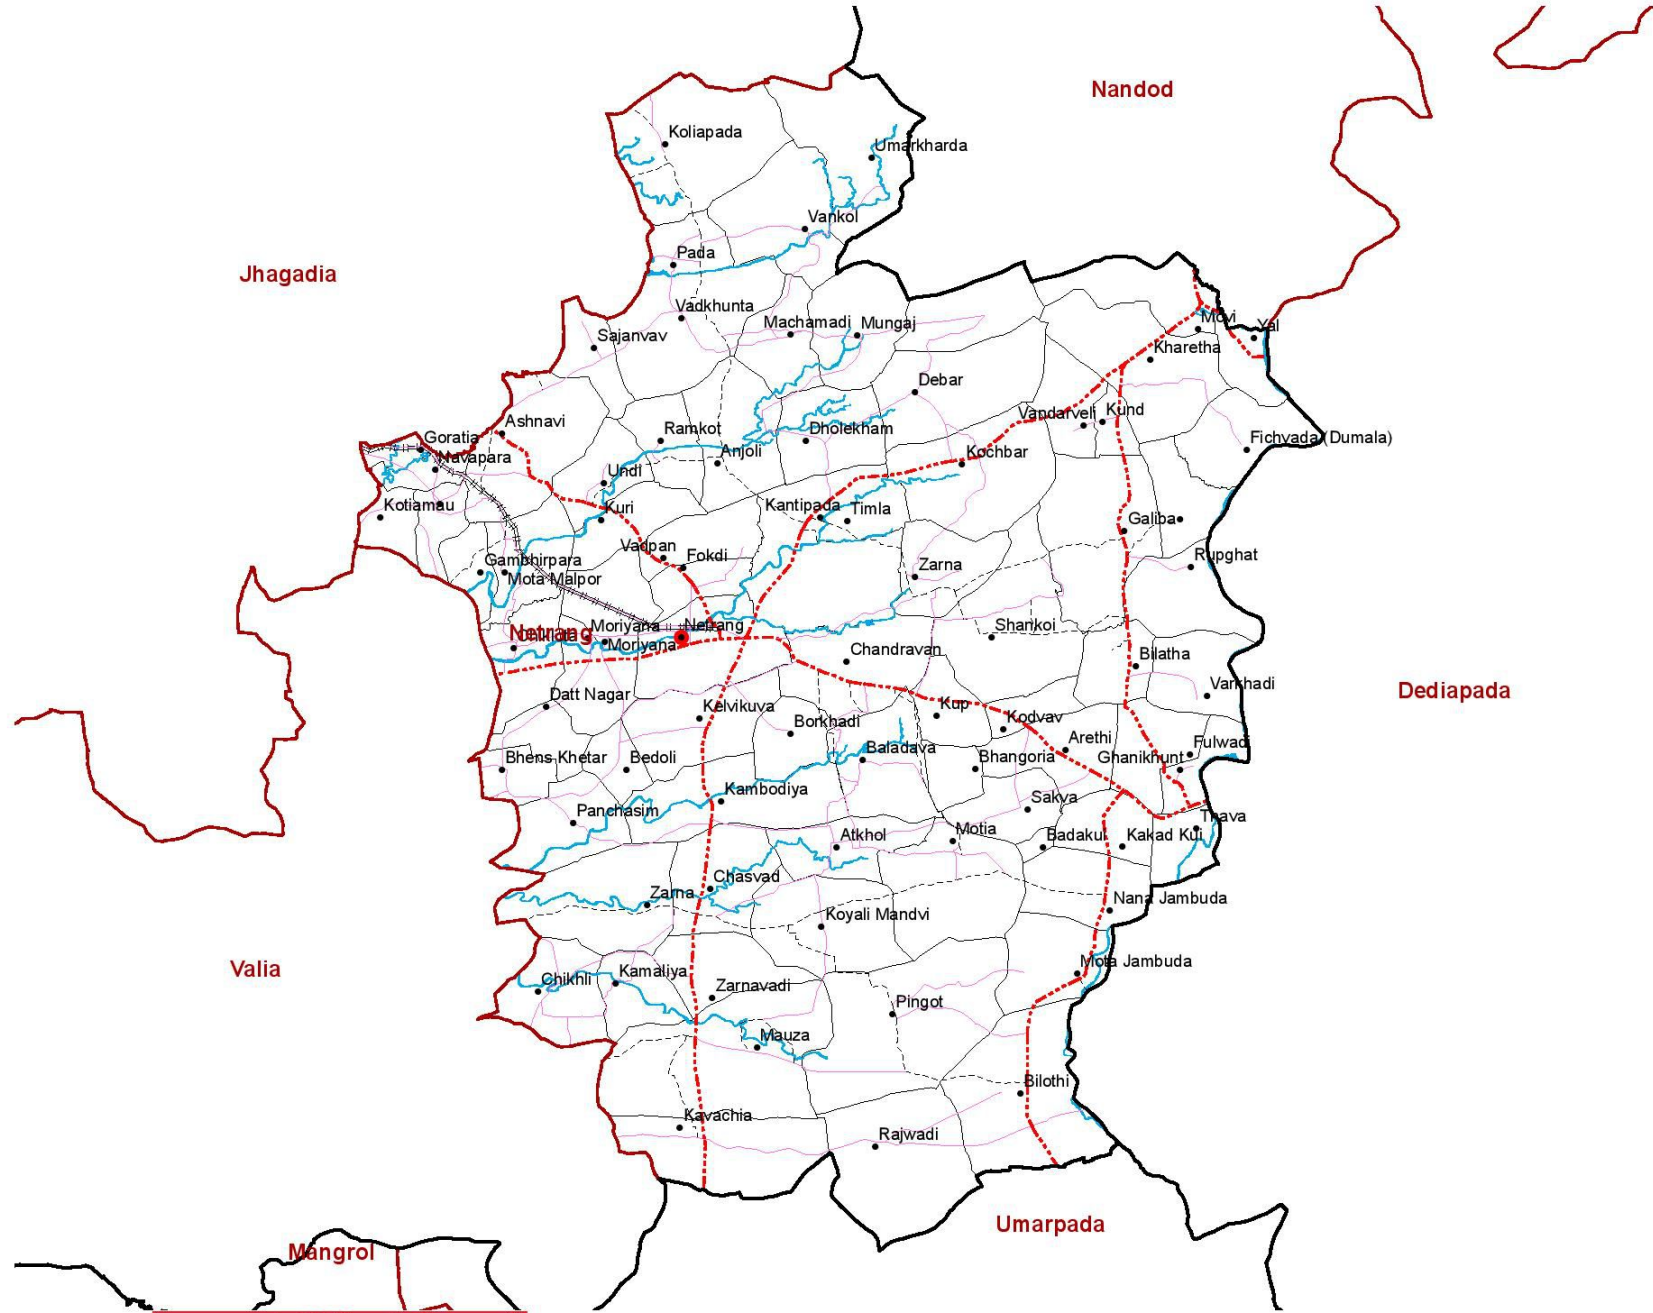 Nandod
Koliapada
Umarkharda
Vankol
Pada
Jhagadia
Vadkhunta
Machamadi
Mungaj
Movi
Yal
Sajanvav
Kharetha
Debar
Vandarveli
Kund
Ashnavi
Ramkot
Dholekham
Fichvada (Dumala)
Goratia
Navapara
Anjoli
Kochbar
Undi
Kotiamau
Kuri
Kantipada
Timla
Galiba
Vadpan
Fokdi
Rupghat
Gambhirpara
Mota Malpor
Zarna
Netrang
Moriyana
Netrang
Shankoi
Moriyana
Chandravan
Bilatha
Datt Nagar
Varkhadi
Dediapada
Kelvikuva
Borkhadi
Kup
Kodvav
Arethi
Fulwadi
Bhens Khetar
Bedoli
Baladava
Bhangoria
Ghanikhunt
Kambodiya
Panchasim
Sakva
Thava
Atkhol
Motia
Badakui
Kakad Kui
Chasvad
Zarna
Nana Jambuda
Koyali Mandvi
Valia
Mota Jambuda
Chikhli
Kamaliya
Zarnavadi
Pingot
Mauza
Bilothi
Kavachia
Rajwadi
Umarpada
Mangrol